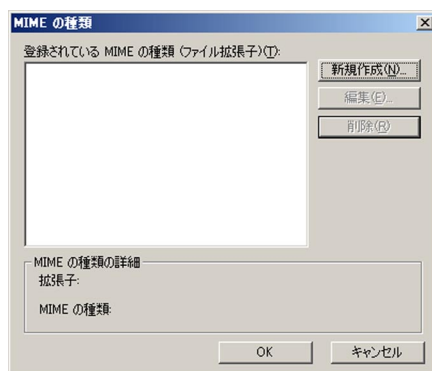 MIME の種類
登録されている MIME の種類 (ファイル拡張子)(T):
新規作成(N)...
編集(E)...
削除(R)
MIME の種類の詳細
拡張子:
MIME の種類:
OK
キャンセル